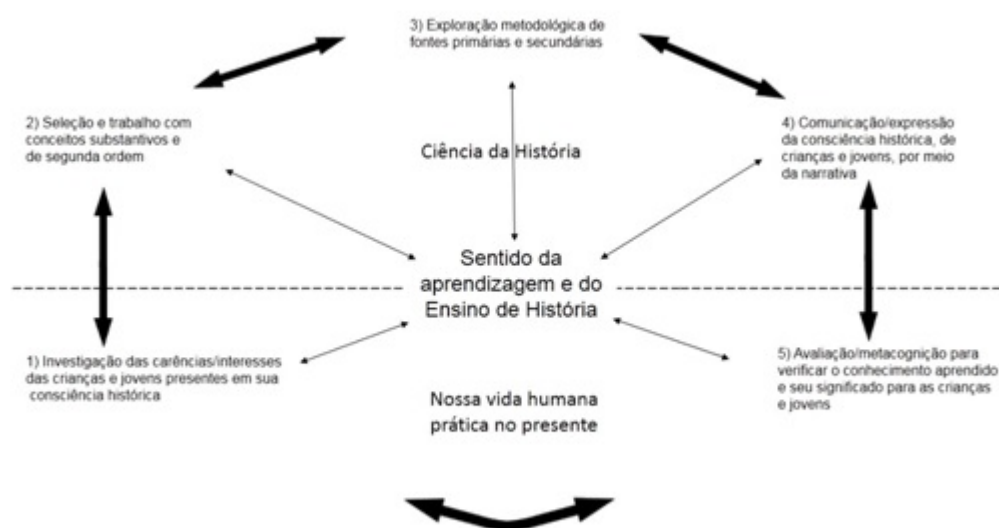 3) Exploração metodológica de
fontes primárias e secundárias
2) Seleção e trabalho com
conceitos substantivos e
de segunda ordem
Ciência da História
4) Comunicação/expressão
da consciência histórica, de
crianças e jovens, por meio
da narrativa
Sentido da
aprendizagem e do
Ensino de História
1) Investigação das carências/interesses
das crianças e jovens presentes em sua
consciência histórica
5) Avaliação/metacognição para
verificar o conhecimento aprendido
e seu significado para as crianças
e jovens
Nossa vida humana
prática no presente